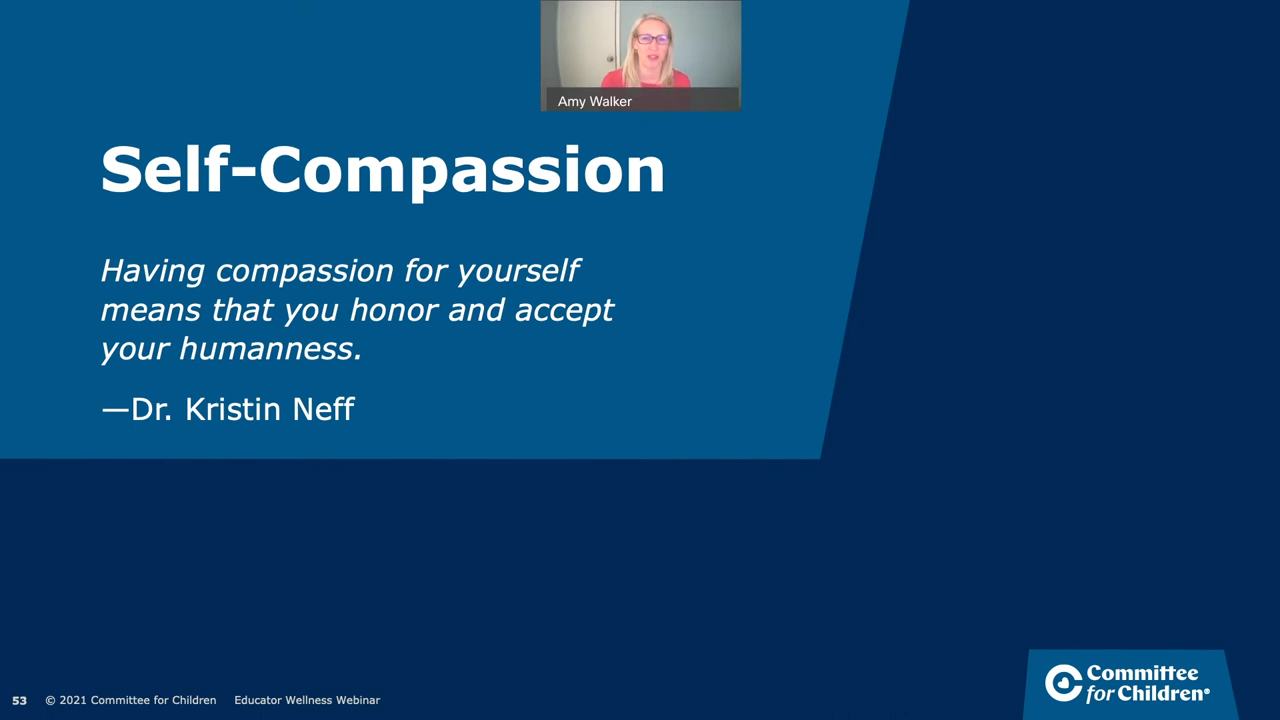 Amy Walker
Self-Compassion
Having compassion for yourself
means that you honor and accept
your humanness.
—Dr. Kristin Neff
53 © 2021 Committee for Children Educator Wellness Webinar
Committee
for Children®